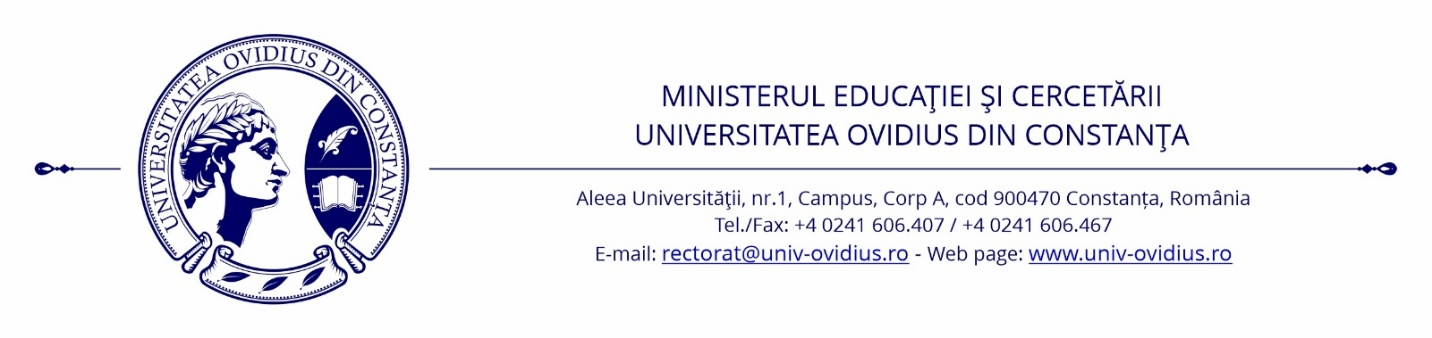 UNIVERSITATEA OVIDIUS DIN CONSTANȚA
MINISTERUL EDUCAŢIEI ŞI CERCETĂRII
UNIVERSITATEA OVIDIUS DIN CONSTANŢA
Aleea Universităţii, nr.1, Campus, Corp A, cod 900470 Constanța, România
Tel./Fax: +4 0241 606.407 / +4 0241 606.467
E-mail: rectorat@univ-ovidius.ro - Web page: www.univ-ovidius.ro